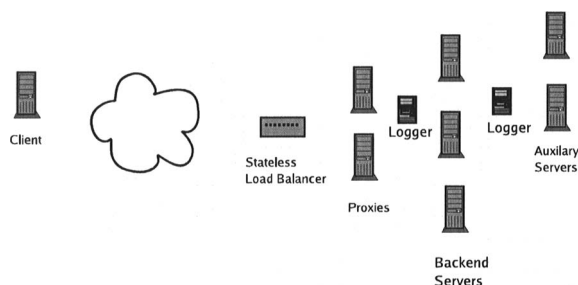 Client
Stateless
Load Balancer
Proxies
Logger
Backend
Servers
Logger
Auxilary
Servers